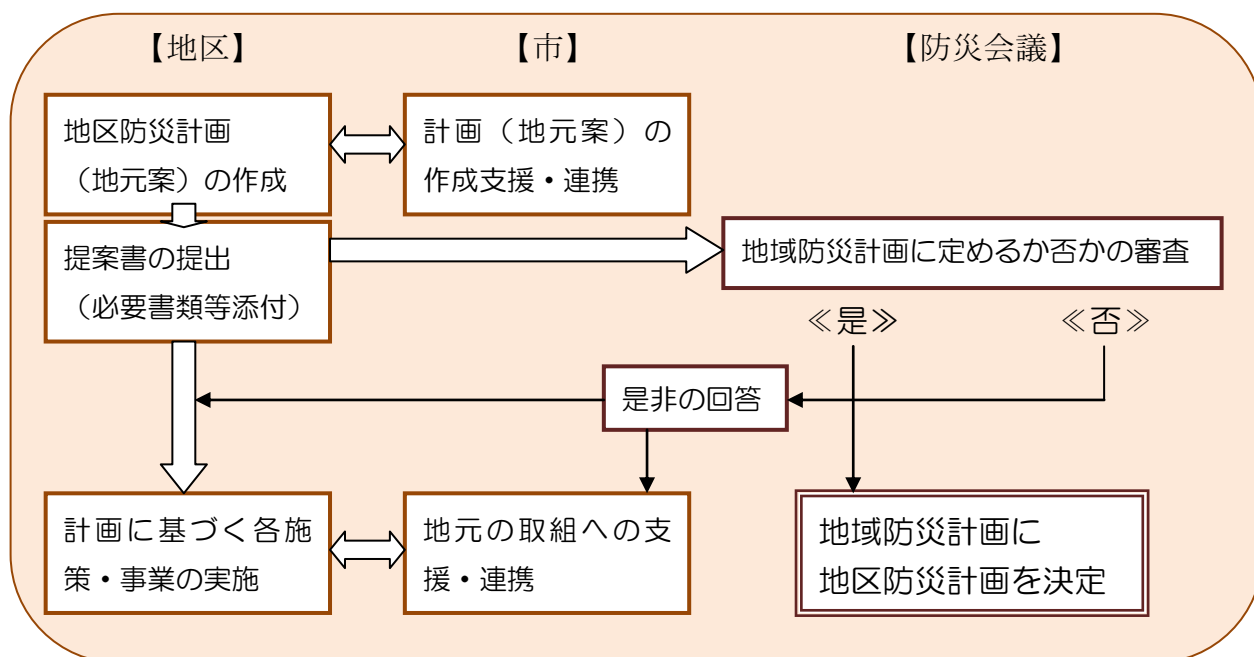 【地区】
【市】
【防災会議】
地区防災計画
（地元案）の作成
計画（地元案）の
作成支援・連携
提案書の提出
（必要書類等添付）
地域防災計画に定めるか否かの審査
≪是≫
≪否≫
是非の回答
計画に基づく各施
策・事業の実施
地元の取組への支
援・連携
地域防災計画に
地区防災計画を決定